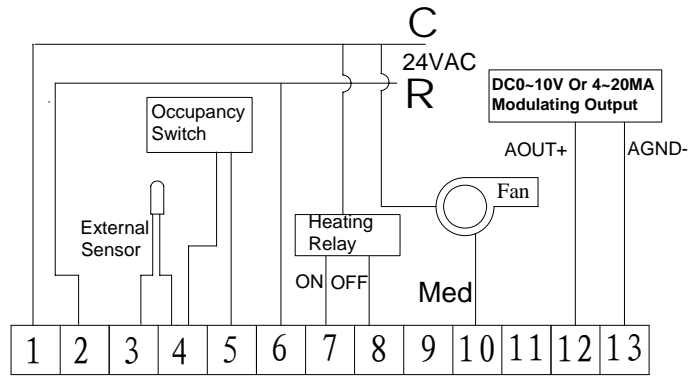 C
24VAC
R
DC0~10V Or 4~20MA
Modulating Output
Occupancy
Switch
AOUT+
AGND-
Fan
External
Sensor
Heating
Relay
ON OFF
Med
1 2 3 4 5 6 7 8 9 10 11 12 13